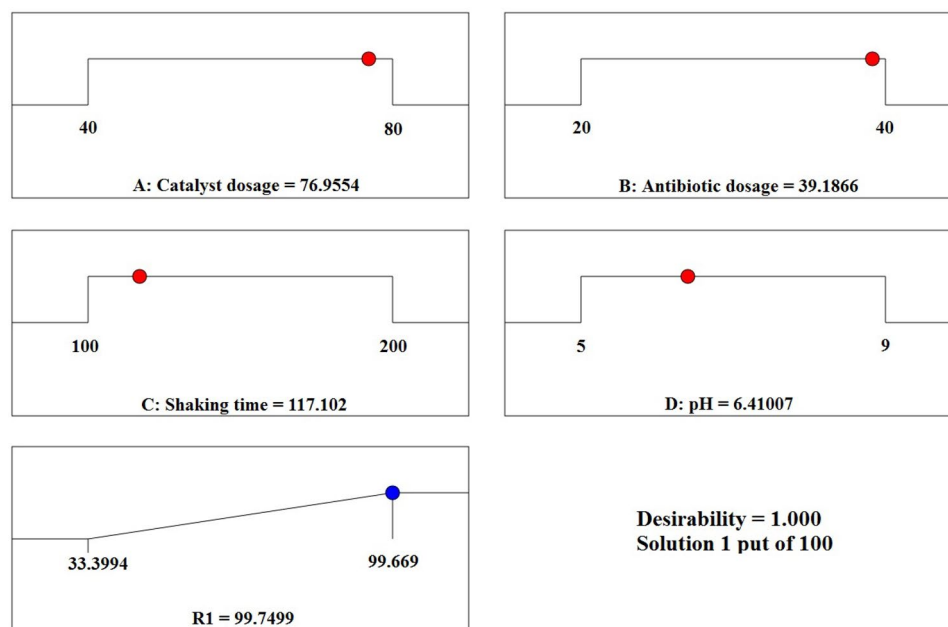 40
80
A: Catalyst dosage = 76.9554
20
40
B: Antibiotic dosage = 39.1866
100
200
C: Shaking time = 117.102
5
9
D: pH = 6.41007
33.3994
99.669
R1 = 99.7499
Desirability = 1.000
Solution 1 put of 100